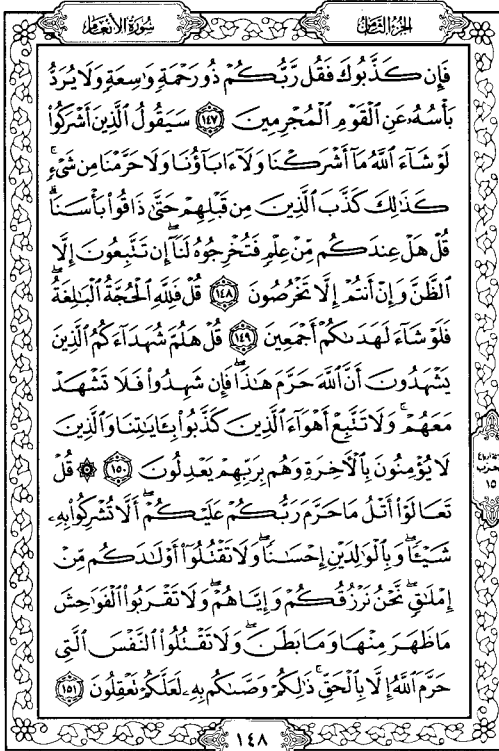 سورة الأنعام
الجزء الثامن
فَإِن كَذَّبُوكَ فَقُل رَّبُّكُمْ ذُو رَحْمَةٍ وَٰسِعَةٍ وَلَا يُرَدُّ
بَأْسُهُۥ عَنِ ٱلْقَوْمِ ٱلْمُجْرِمِينَ ١٤٧ سَيَقُولُ ٱلَّذِينَ أَشْرَكُوا۟
لَوْ شَآءَ ٱللَّهُ مَآ أَشْرَكْنَا وَلَآ ءَابَآؤُنَا وَلَا حَرَّمْنَا مِن شَىْءٍ ۚ
كَذَٰلِكَ كَذَّبَ ٱلَّذِينَ مِن قَبْلِهِمْ حَتَّىٰ ذَاقُوا۟ بَأْسَنَا ۗ
قُلْ هَلْ عِندَكُم مِّنْ عِلْمٍ فَتُخْرِجُوهُ لَنَآ ۖ إِن تَتَّبِعُونَ إِلَّا
ٱلظَّنَّ وَإِنْ أَنتُمْ إِلَّا تَخْرُصُونَ ١٤٨ قُلْ فَلِلَّهِ ٱلْحُجَّةُ ٱلْبَٰلِغَةُ ۖ
فَلَوْ شَآءَ لَهَدَىٰكُمْ أَجْمَعِينَ ١٤٩ قُلْ هَلُمَّ شُهَدَآءَكُمُ ٱلَّذِينَ
يَشْهَدُونَ أَنَّ ٱللَّهَ حَرَّمَ هَٰذَا ۖ فَإِن شَهِدُوا۟ فَلَا تَشْهَدْ
مَعَهُمْ ۚ وَلَا تَتَّبِعْ أَهْوَآءَ ٱلَّذِينَ كَذَّبُوا۟ بِـَٔايَٰتِنَا وَٱلَّذِينَ
لَا يُؤْمِنُونَ بِٱلْـَٔاخِرَةِ وَهُم بِرَبِّهِمْ يَعْدِلُونَ ١٥٠ ۞ قُلْ
تَعَالَوْا۟ أَتْلُ مَا حَرَّمَ رَبُّكُمْ عَلَيْكُمْ ۖ أَلَّا تُشْرِكُوا۟ بِهِۦ
شَيْـًٔا ۖ وَبِٱلْوَٰلِدَيْنِ إِحْسَٰنًا ۖ وَلَا تَقْتُلُوٓا۟ أَوْلَٰدَكُم مِّنْ
إِمْلَٰقٍ ۖ نَّحْنُ نَرْزُقُكُمْ وَإِيَّاهُمْ ۖ وَلَا تَقْرَبُوا۟ ٱلْفَوَٰحِشَ
مَا ظَهَرَ مِنْهَا وَمَا بَطَنَ ۖ وَلَا تَقْتُلُوا۟ ٱلنَّفْسَ ٱلَّتِى
حَرَّمَ ٱللَّهُ إِلَّا بِٱلْحَقِّ ۚ ذَٰلِكُمْ وَصَّىٰكُم بِهِۦ لَعَلَّكُمْ تَعْقِلُونَ ١٥١
الحزب
١٥
١٤٨